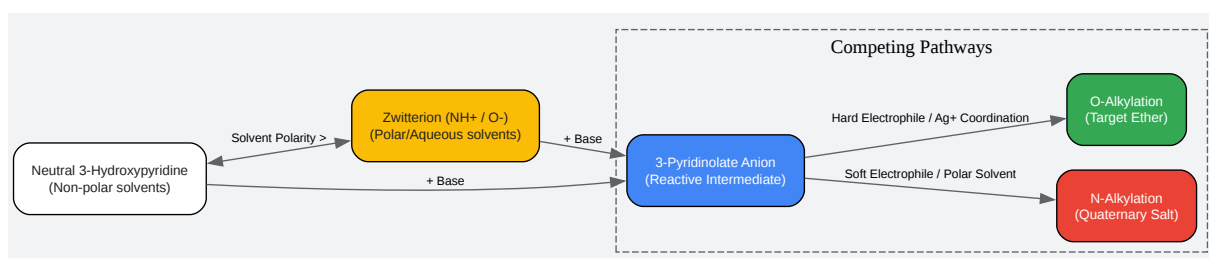 Competing Pathways
Neutral 3-Hydroxypyridine
(Non-polar solvents)
Solvent Polarity >
Zwitterion (NH+ / O-)
(Polar/Aqueous solvents)
+ Base
+ Base
3-Pyridinolate Anion
(Reactive Intermediate)
Hard Electrophile / Ag+ Coordination
Soft Electrophile / Polar Solvent
O-Alkylation
(Target Ether)
N-Alkylation
(Quaternary Salt)